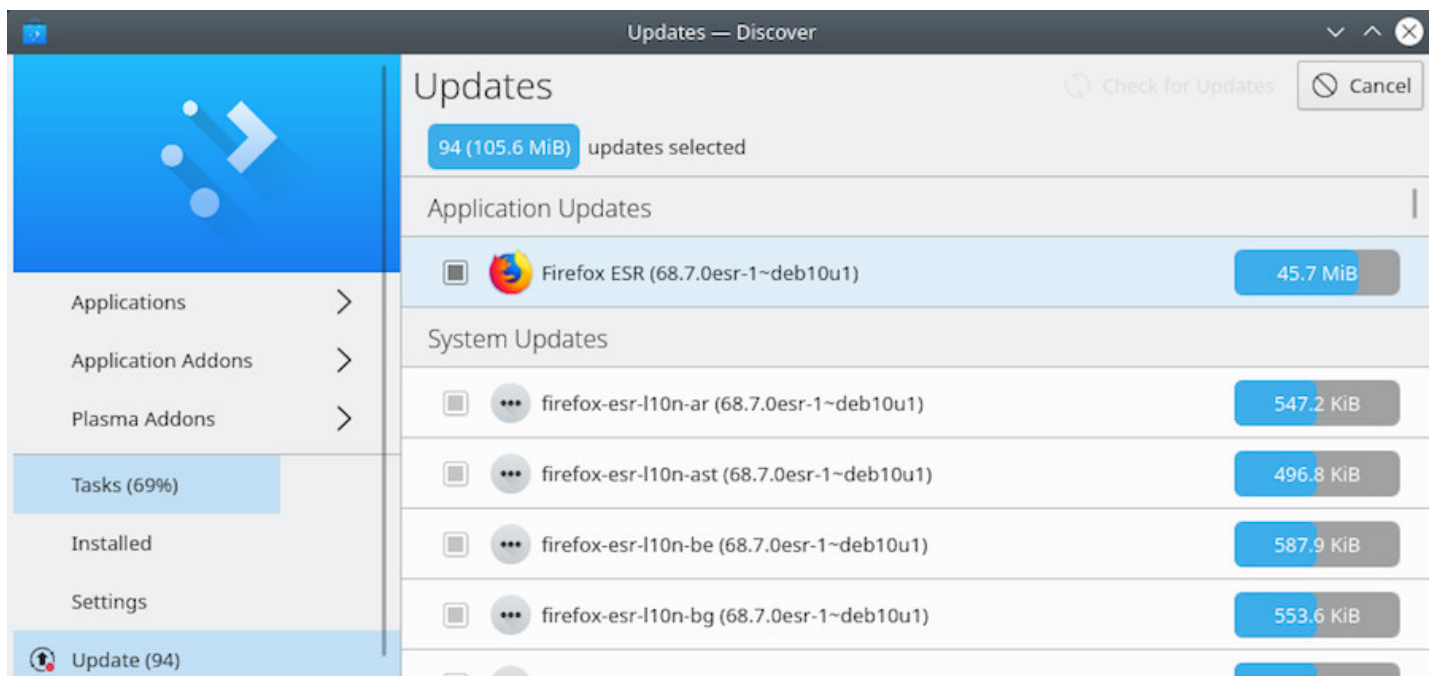 Updates — Discover
Applications
Application Addons
Plasma Addons
Tasks (69%)
Installed
Settings
Update (94)
Updates
Check for Updates
Cancel
94 (105.6 MiB) updates selected
Application Updates
Firefox ESR (68.7.0esr-1~deb10u1) 45.7 MiB
System Updates
firefox-esr-l10n-ar (68.7.0esr-1~deb10u1) 547.2 KiB
firefox-esr-l10n-ast (68.7.0esr-1~deb10u1) 496.8 KiB
firefox-esr-l10n-be (68.7.0esr-1~deb10u1) 587.9 KiB
firefox-esr-l10n-bg (68.7.0esr-1~deb10u1) 553.6 KiB